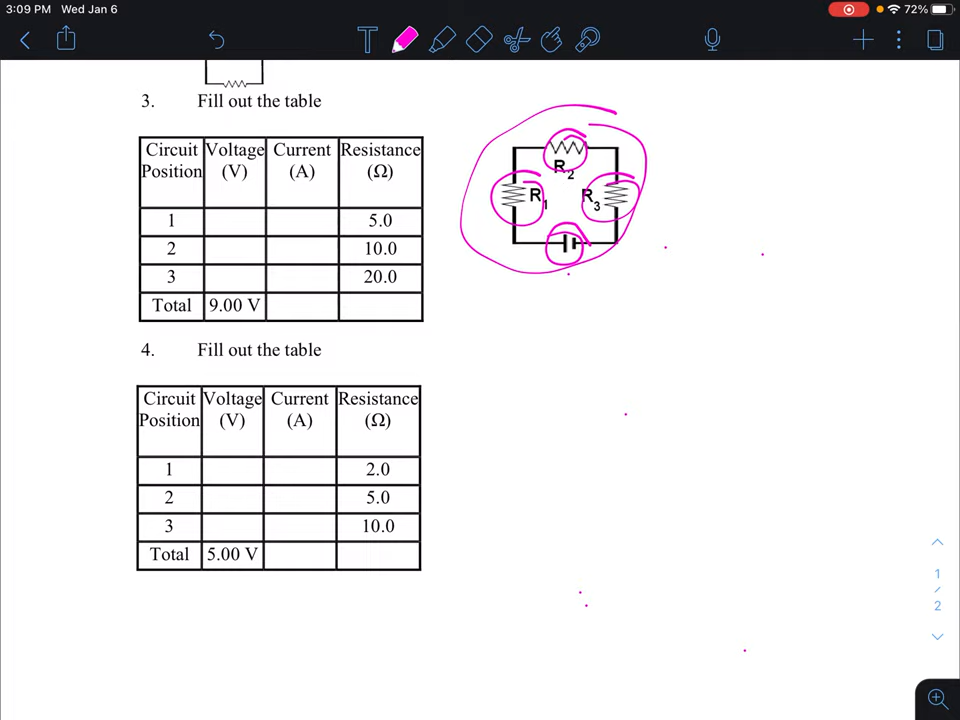 3:09 PM Wed Jan 6 72%
T
3. Fill out the table
Circuit Position Voltage (V) Current (A) Resistance (Ω)
1 5.0
2 10.0
3 20.0
Total 9.00 V
R2
R1 R3
4. Fill out the table
Circuit Position Voltage (V) Current (A) Resistance (Ω)
1 2.0
2 5.0
3 10.0
Total 5.00 V
1
/
2